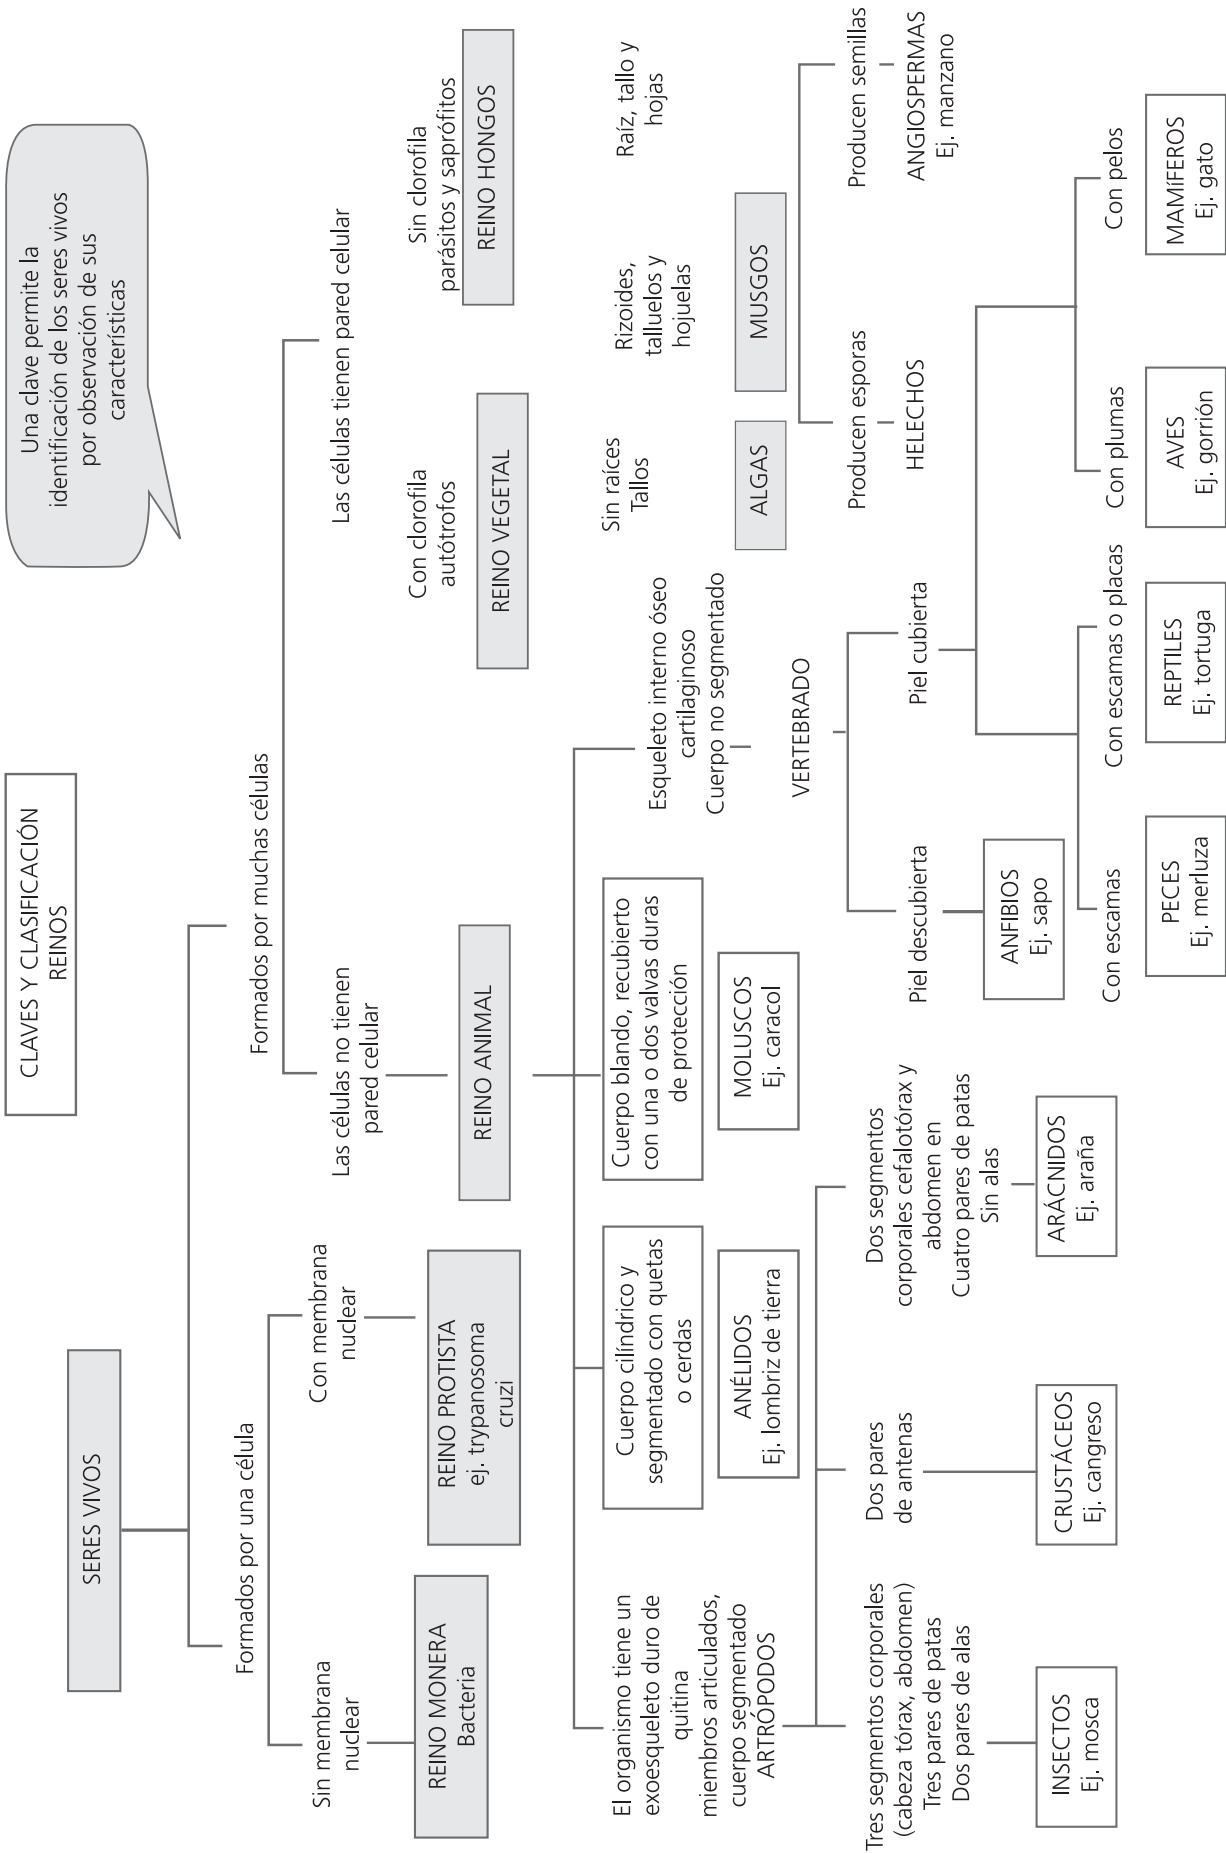 CLAVES Y CLASIFICACIÓN
REINOS
Una clave permite la
identificación de los seres vivos
por observación de sus
características
SERES VIVOS
Formados por una célula
Formados por muchas células
Sin membrana
nuclear
Con membrana
nuclear
Las células no tienen
pared celular
Las células tienen pared celular
REINO MONERA
Bacteria
REINO PROTISTA
ej. trypanosoma
cruzi
REINO ANIMAL
Con clorofila
autótrofos
REINO VEGETAL
Sin clorofila
parásitos y saprófitos
REINO HONGOS
El organismo tiene un
exoesqueleto duro de
quitina
miembros articulados,
cuerpo segmentado
ARTRÓPODOS
Cuerpo cilíndrico y
segmentado con quetas
o cerdas
ANÉLIDOS
Ej. lombriz de tierra
Cuerpo blando, recubierto
con una o dos valvas duras
de protección
MOLUSCOS
Ej. caracol
Esqueleto interno óseo
cartilaginoso
Cuerpo no segmentado
VERTEBRADO
Sin raíces
Tallos
ALGAS
Rizoides,
talluelos y
hojuelas
MUSGOS
Raíz, tallo y
hojas
Producen esporas
HELECHOS
Producen semillas
ANGIOSPERMAS
Ej. manzano
Tres segmentos corporales
(cabeza tórax, abdomen)
Tres pares de patas
Dos pares de alas
INSECTOS
Ej. mosca
Dos pares
de antenas
CRUSTÁCEOS
Ej. cangreso
Dos segmentos
corporales cefalotórax y
abdomen en
Cuatro pares de patas
Sin alas
ARÁCNIDOS
Ej. araña
Piel descubierta
ANFIBIOS
Ej. sapo
Piel cubierta
Con escamas
PECES
Ej. merluza
Con escamas o placas
REPTILES
Ej. tortuga
Con plumas
AVES
Ej. gorrión
Con pelos
MAMÍFEROS
Ej. gato